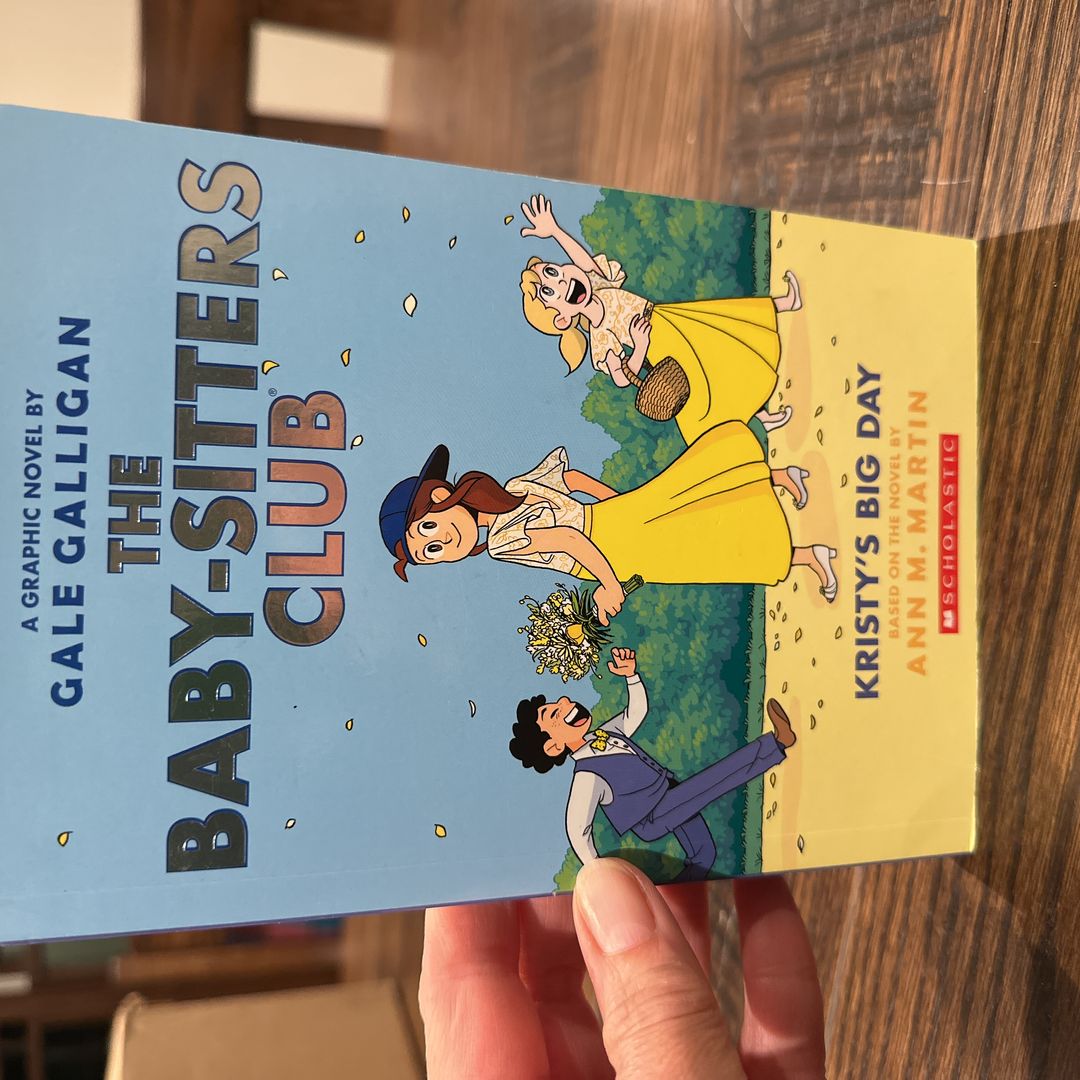 A GRAPHIC NOVEL BY
GALE GALLIGAN
THE
BABY-SITTERS
CLUB®
KRISTY'S BIG DAY
BASED ON THE NOVEL BY
ANN M. MARTIN
SCHOLASTIC